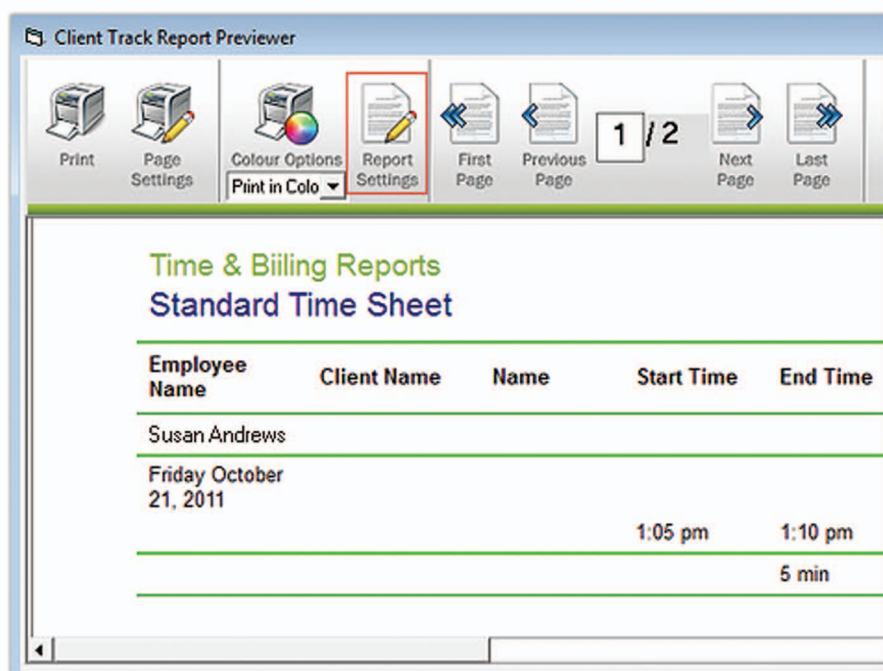 Client Track Report Previewer
Print
Page
Settings
Colour Options
Print in Colo
Report
Settings
First
Page
Previous
Page
1 / 2
Next
Page
Last
Page
Time & Biiling Reports
Standard Time Sheet
Employee
Name
Client Name
Name
Start Time
End Time
Susan Andrews
Friday October
21, 2011
1:05 pm
1:10 pm
5 min